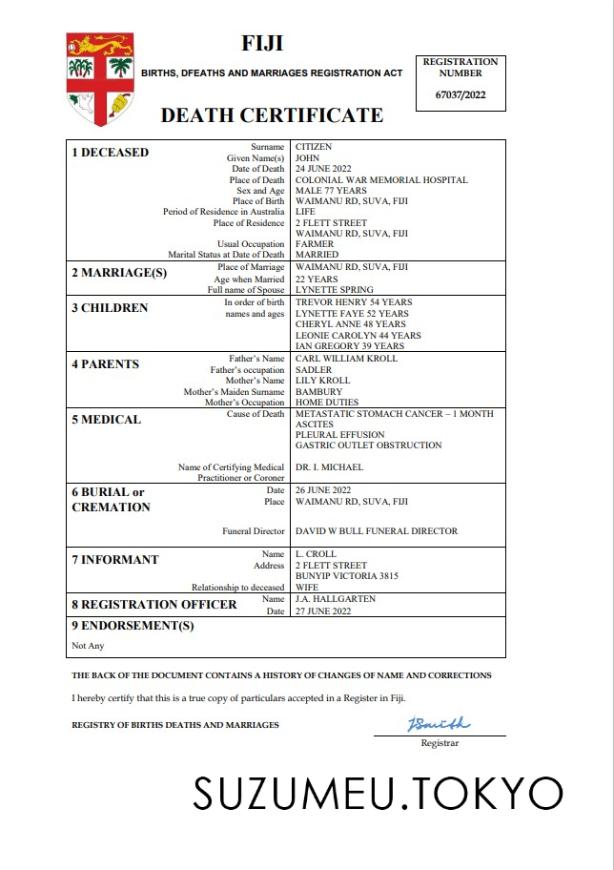 FIJI
BIRTHS, DFEATHS AND MARRIAGES REGISTRATION ACT
DEATH CERTIFICATE
REGISTRATION
NUMBER
67037/2022
1 DECEASED
Surname CITIZEN
Given Name(s) JOHN
Date of Death 24 JUNE 2022
Place of Death COLONIAL WAR MEMORIAL HOSPITAL
Sex and Age MALE 77 YEARS
Place of Birth WAIMANU RD, SUVA, FIJI
Period of Residence in Australia LIFE
Place of Residence 2 FLETT STREET
WAIMANU RD, SUVA, FIJI
Usual Occupation FARMER
Marital Status at Date of Death MARRIED
2 MARRIAGE(S)
Place of Marriage WAIMANU RD, SUVA, FIJI
Age when Married 22 YEARS
Full name of Spouse LYNETTE SPRING
3 CHILDREN
In order of birth TREVOR HENRY 54 YEARS
names and ages LYNETTE FAYE 52 YEARS
CHERYL ANNE 48 YEARS
LEONIE CAROLYN 44 YEARS
IAN GREGORY 39 YEARS
4 PARENTS
Father's Name CARL WILLIAM KROLL
Father's occupation SADLER
Mother's Name LILY KROLL
Mother's Maiden Surname BAMBURY
Mother's Occupation HOME DUTIES
5 MEDICAL
Cause of Death METASTATIC STOMACH CANCER – 1 MONTH
ASCITES
PLEURAL EFFUSION
GASTRIC OUTLET OBSTRUCTION
Name of Certifying Medical DR. I. MICHAEL
Practitioner or Coroner
6 BURIAL or
CREMATION
Date 26 JUNE 2022
Place WAIMANU RD, SUVA, FIJI
Funeral Director DAVID W BULL FUNERAL DIRECTOR
7 INFORMANT
Name L. CROLL
Address 2 FLETT STREET
BUNYIP VICTORIA 3815
Relationship to deceased WIFE
8 REGISTRATION OFFICER
Name J.A. HALLGARTEN
Date 27 JUNE 2022
9 ENDORSEMENT(S)
Not Any
THE BACK OF THE DOCUMENT CONTAINS A HISTORY OF CHANGES OF NAME AND CORRECTIONS
I hereby certify that this is a true copy of particulars accepted in a Register in Fiji.
REGISTRY OF BIRTHS DEATHS AND MARRIAGES
JSmith
Registrar
SUZUMEU.TOKYO